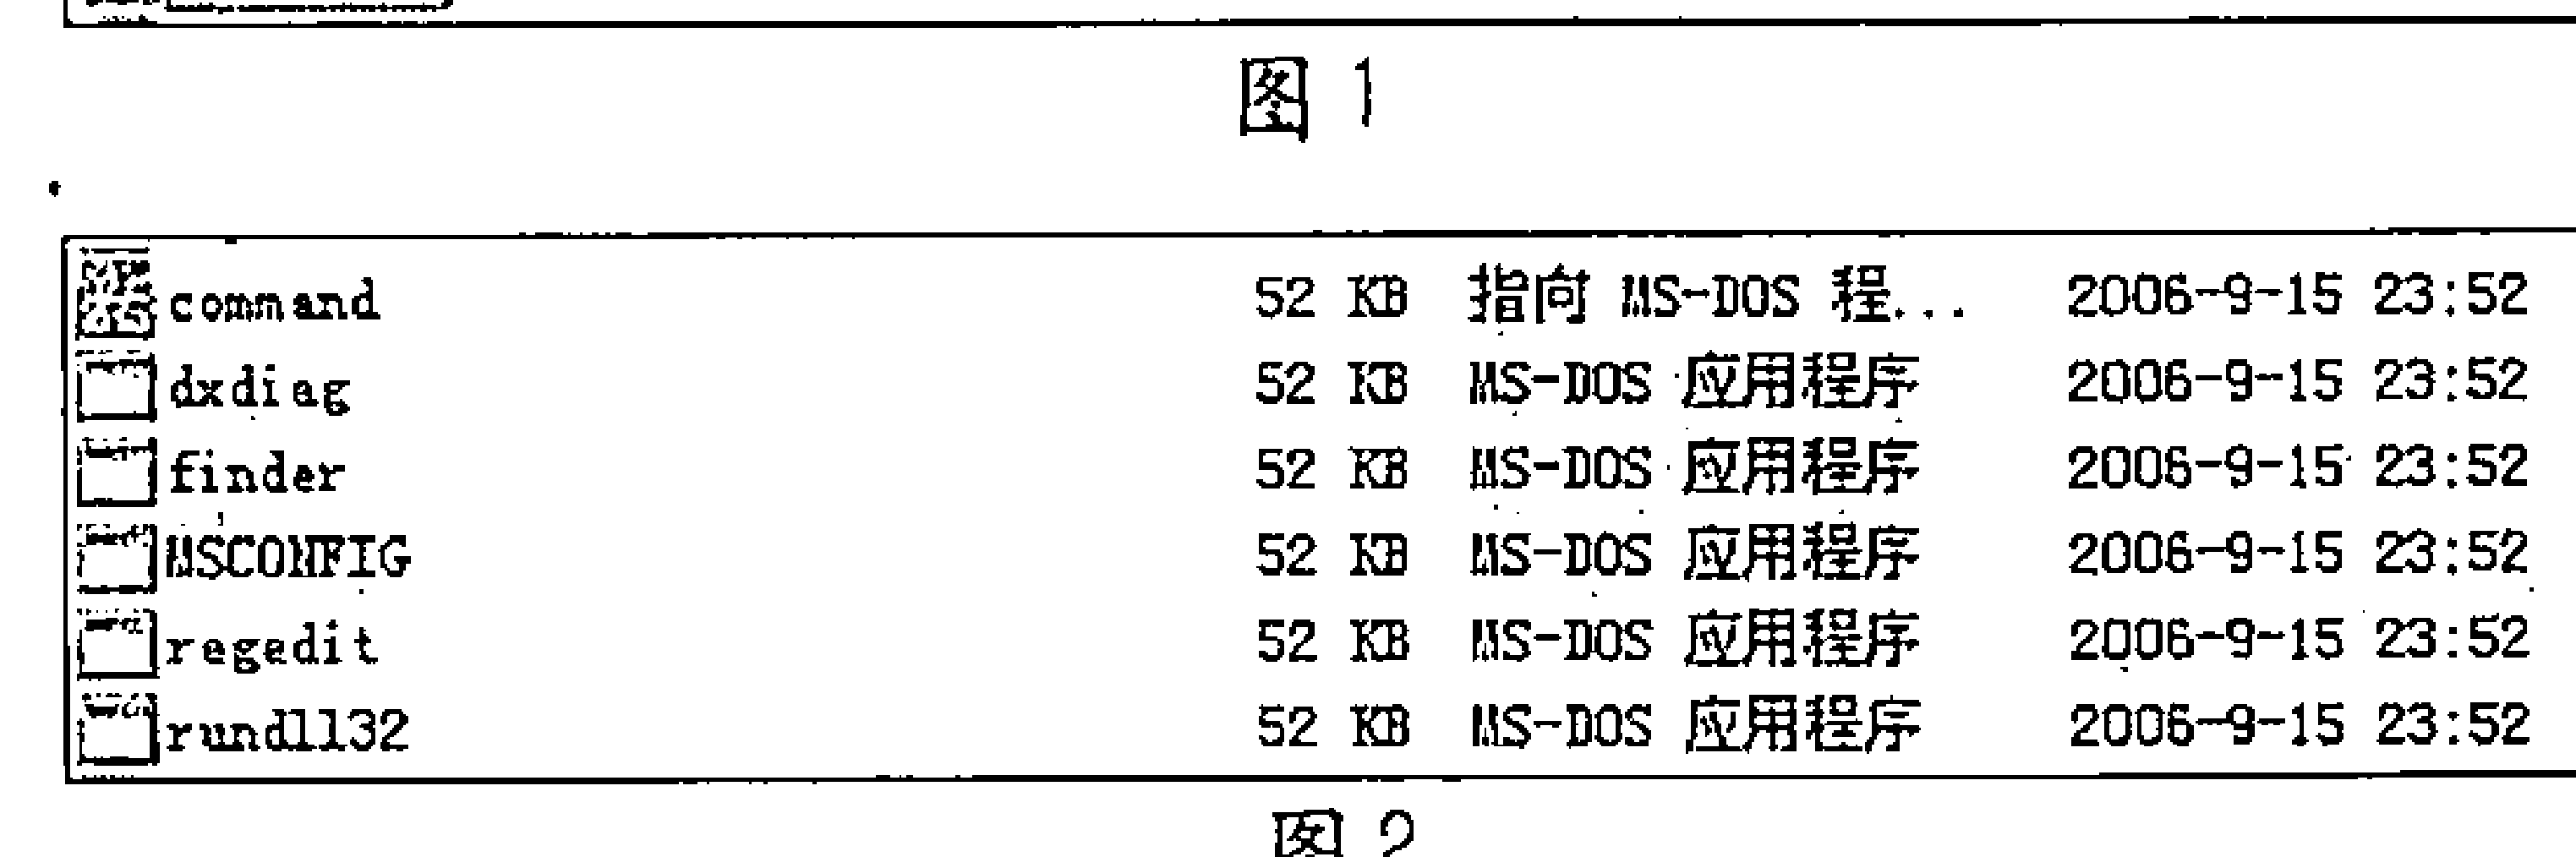 图 1
command 52 KB 指向 MS-DOS 程... 2006-9-15 23:52
dxdiag 52 KB MS-DOS 应用程序 2006-9-15 23:52
finder 52 KB MS-DOS 应用程序 2006-9-15 23:52
MSCONFIG 52 KB MS-DOS 应用程序 2006-9-15 23:52
regedit 52 KB MS-DOS 应用程序 2006-9-15 23:52
rundll32 52 KB MS-DOS 应用程序 2006-9-15 23:52
图 2